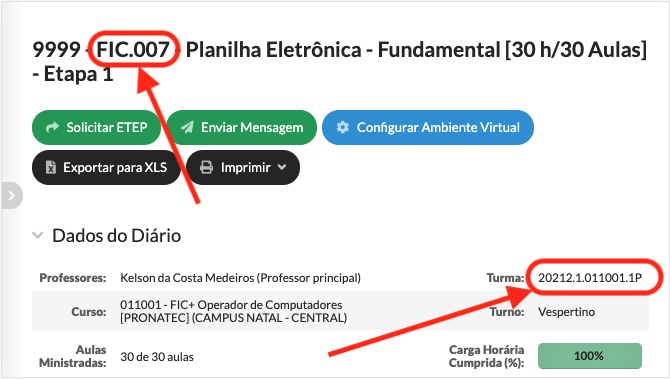 9999 - FIC.007 - Planilha Eletrônica - Fundamental [30 h/30 Aulas]
- Etapa 1
Solicitar ETEP
Enviar Mensagem
Configurar Ambiente Virtual
Exportar para XLS
Imprimir
Dados do Diário
Professores: Kelson da Costa Medeiros (Professor principal)
Turma: 20212.1.011001.1P
Curso: 011001 - FIC+ Operador de Computadores
[PRONATEC] (CAMPUS NATAL - CENTRAL)
Turno: Vespertino
Aulas
Ministradas: 30 de 30 aulas
Carga Horária
Cumprida (%): 100%